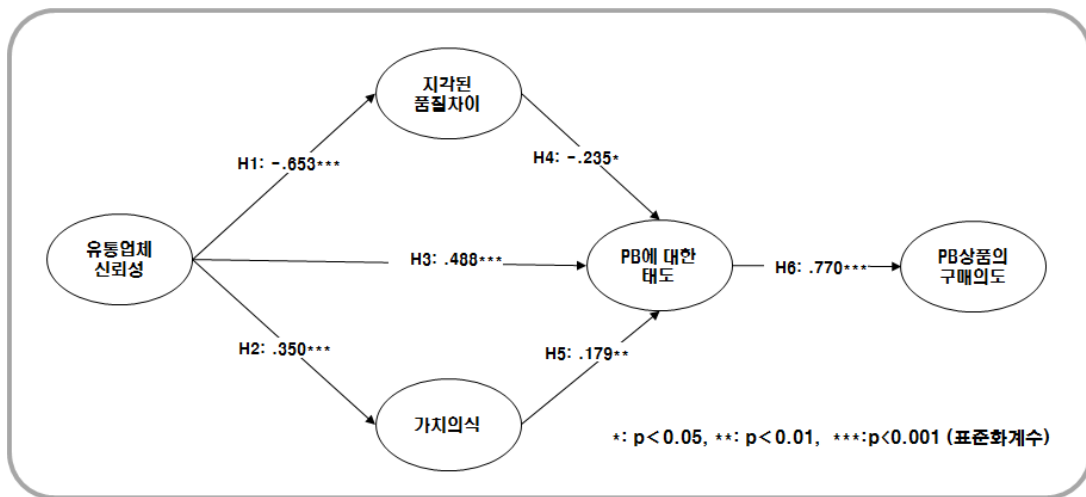 지각된
품질차이
H1: -.653***
H4: -.235*
유통업체
신뢰성
H3: .488***
PB에 대한
태도
H6: .770***
PB상품의
구매의도
H2: .350***
H5: .179**
가치의식
*: p<0.05, **: p<0.01, ***:p<0.001 (표준화계수)